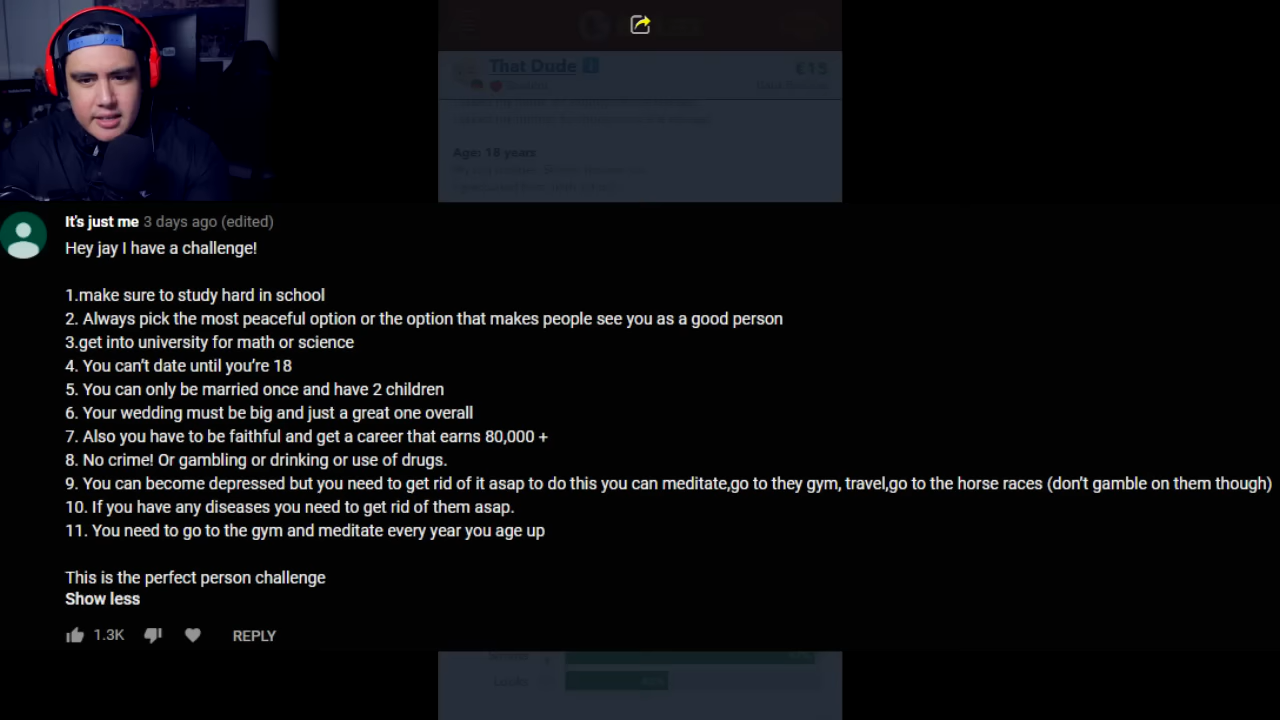 That Dude
€15
Age: 18 years
It's just me 3 days ago (edited)
Hey jay I have a challenge!
1.make sure to study hard in school
2. Always pick the most peaceful option or the option that makes people see you as a good person
3.get into university for math or science
4. You can't date until you're 18
5. You can only be married once and have 2 children
6. Your wedding must be big and just a great one overall
7. Also you have to be faithful and get a career that earns 80,000 +
8. No crime! Or gambling or drinking or use of drugs.
9. You can become depressed but you need to get rid of it asap to do this you can meditate,go to they gym, travel,go to the horse races (don't gamble on them though)
10. If you have any diseases you need to get rid of them asap.
11. You need to go to the gym and meditate every year you age up
This is the perfect person challenge
Show less
1.3K REPLY
Looks